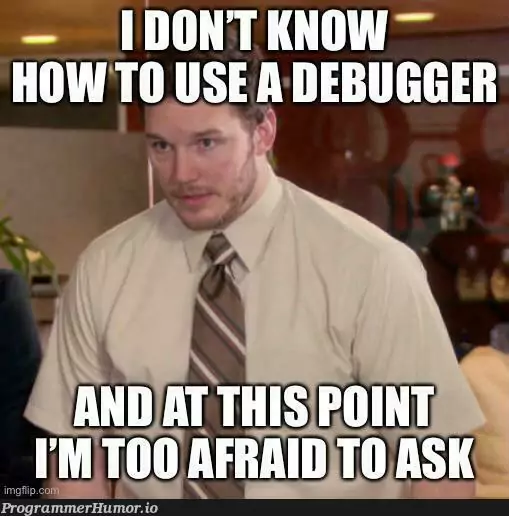 I DON'T KNOW
HOW TO USE A DEBUGGER
AND AT THIS POINT
I'M TOO AFRAID TO ASK
imgflip.com
ProgrammerHumor.io